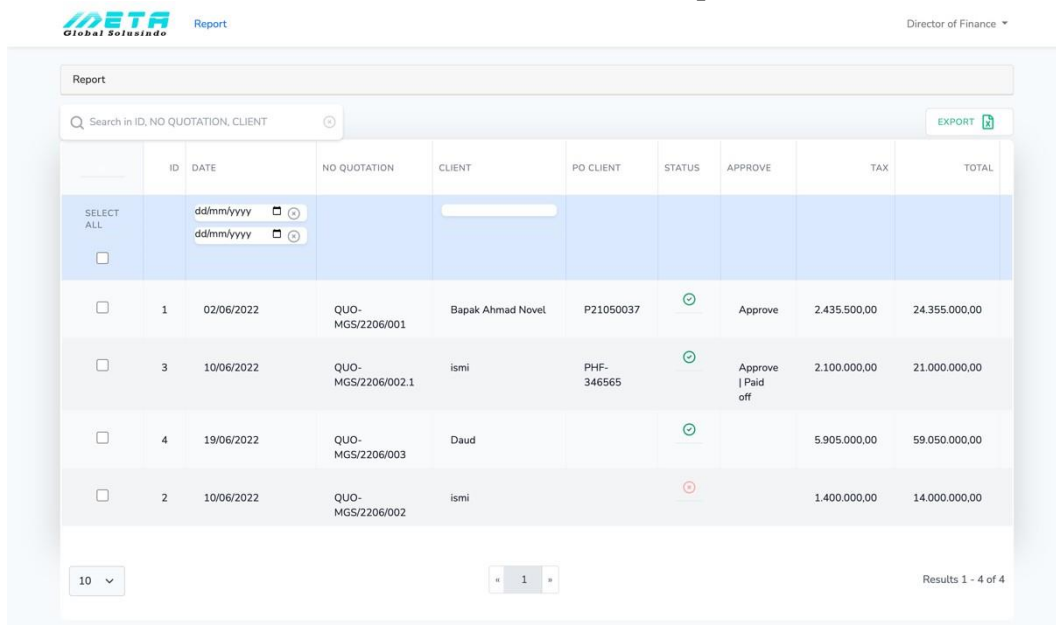 META
Global Solusindo
Report
Director of Finance
Report
Search in ID, NO QUOTATION, CLIENT
EXPORT
ID DATE NO QUOTATION CLIENT PO CLIENT STATUS APPROVE TAX TOTAL
SELECT
ALL
dd/mm/yyyy
dd/mm/yyyy
1 02/06/2022 QUO- Bapak Ahmad Novel P21050037 Approve 2.435.500,00 24.355.000,00
MGS/2206/001
3 10/06/2022 QUO- ismi PHF- Approve 2.100.000,00 21.000.000,00
MGS/2206/002.1 346565 | Paid
off
4 19/06/2022 QUO- Daud 5.905.000,00 59.050.000,00
MGS/2206/003
2 10/06/2022 QUO- ismi 1.400.000,00 14.000.000,00
MGS/2206/002
10 « 1 » Results 1 - 4 of 4